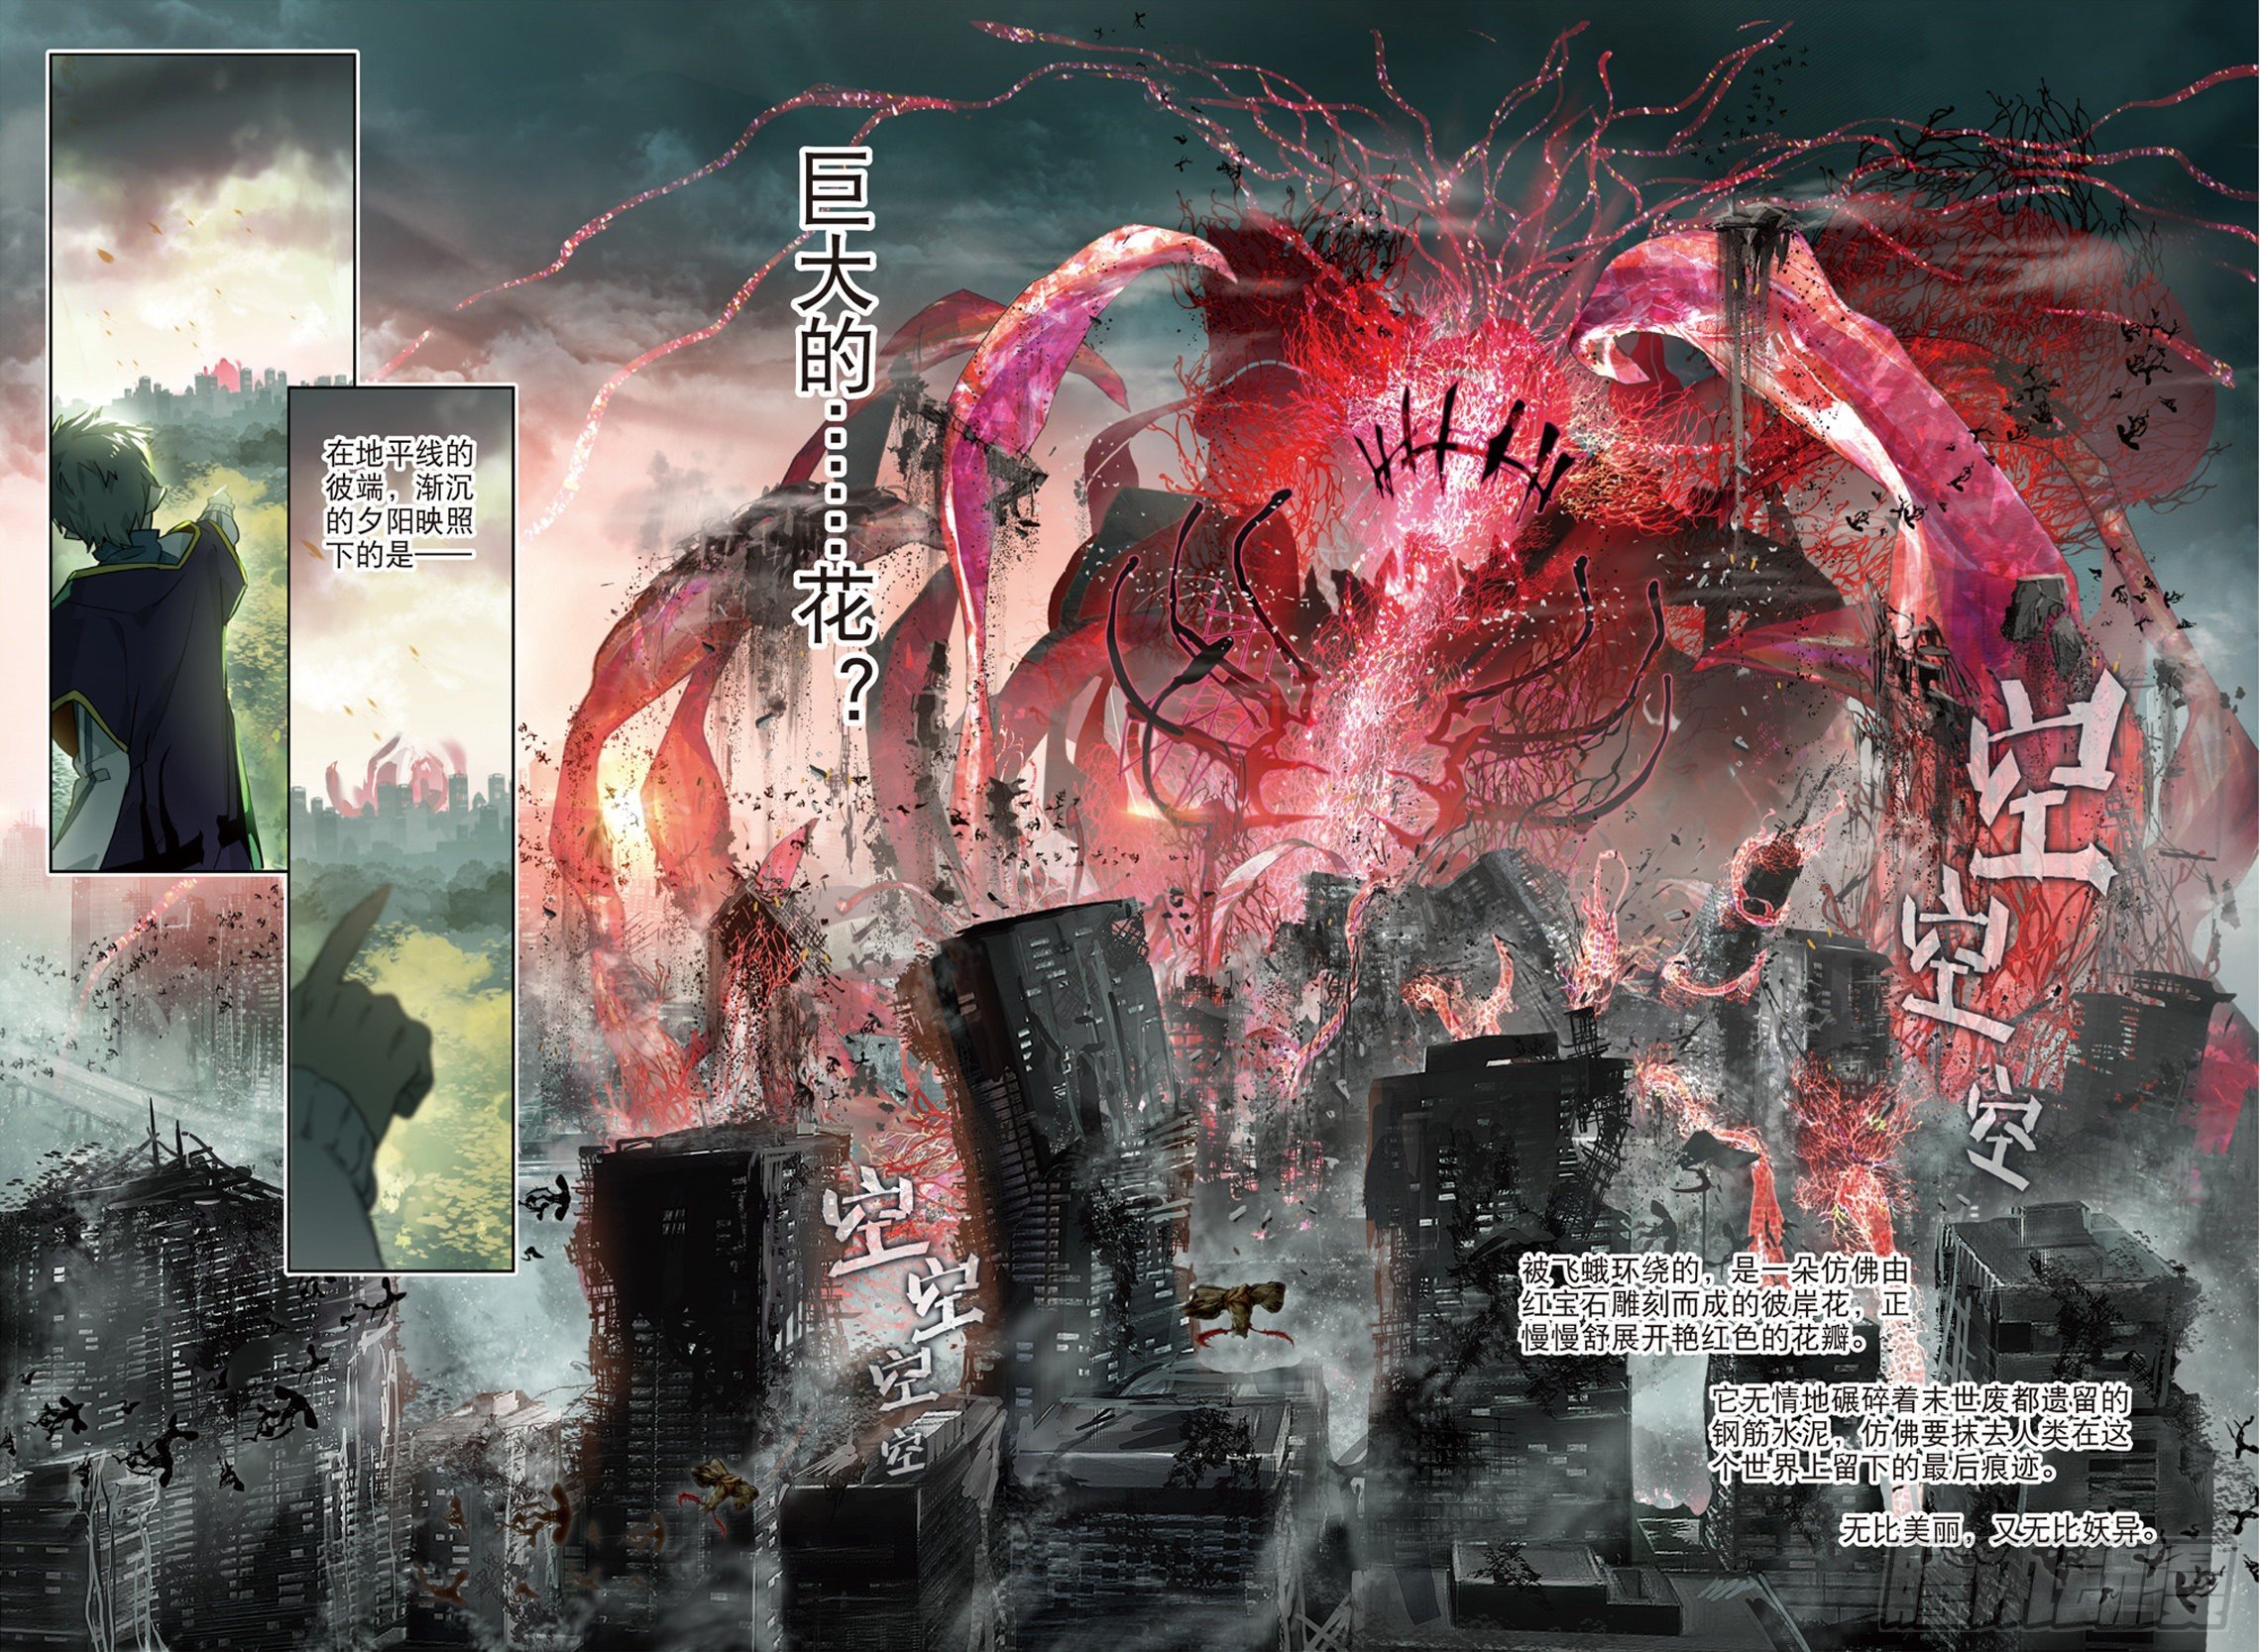 在地平线的
彼端，渐沉
的夕阳映照
下的是——
巨大的………花？
空
空
空
空
空
空
空
被飞蛾环绕的，是一朵仿佛由
红宝石雕刻而成的彼岸花，正
慢慢舒展开艳红色的花瓣。
它无情地碾碎着末世废都遗留的
钢筋水泥，仿佛要抹去人类在这
个世界上留下的最后痕迹。
无比美丽，又无比妖异。
腾讯动漫